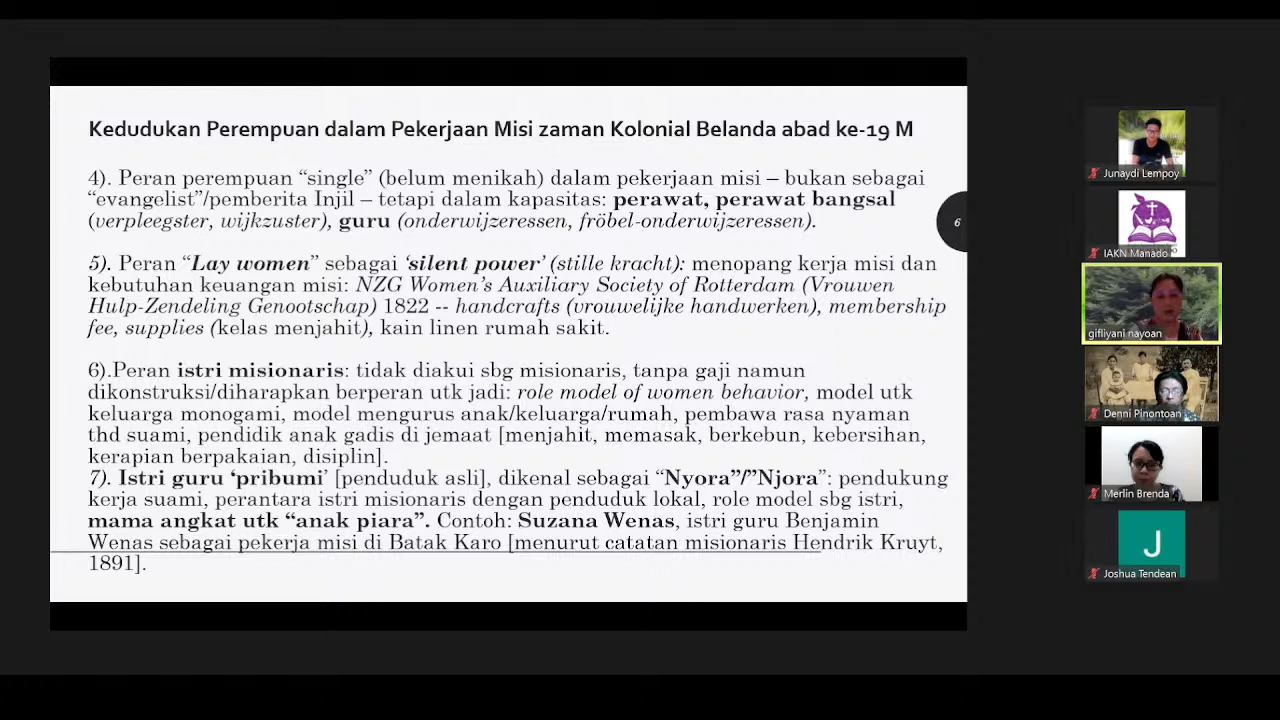 Kedudukan Perempuan dalam Pekerjaan Misi zaman Kolonial Belanda abad ke-19 M
4). Peran perempuan “single” (belum menikah) dalam pekerjaan misi – bukan sebagai
“evangelist”/pemberita Injil – tetapi dalam kapasitas: perawat, perawat bangsal
(verpleegster, wijkzuster), guru (onderwijzeressen, fröbel-onderwijzeressen).
5). Peran “Lay women” sebagai ‘silent power’ (stille kracht): menopang kerja misi dan
kebutuhan keuangan misi: NZG Women’s Auxiliary Society of Rotterdam (Vrouwen
Hulp-Zendeling Genootschap) 1822 -- handcrafts (vrouwelijke handwerken), membership
fee, supplies (kelas menjahit), kain linen rumah sakit.
6).Peran istri misionaris: tidak diakui sbg misionaris, tanpa gaji namun
dikonstruksi/diharapkan berperan utk jadi: role model of women behavior, model utk
keluarga monogami, model mengurus anak/keluarga/rumah, pembawa rasa nyaman
thd suami, pendidik anak gadis di jemaat [menjahit, memasak, berkebun, kebersihan,
kerapian berpakaian, disiplin].
7). Istri guru ‘pribumi’ [penduduk asli], dikenal sebagai “Nyora”/”Njora”: pendukung
kerja suami, perantara istri misionaris dengan penduduk lokal, role model sbg istri,
mama angkat utk “anak piara”. Contoh: Suzana Wenas, istri guru Benjamin
Wenas sebagai pekerja misi di Batak Karo [menurut catatan misionaris Hendrik Kruyt,
1891].
6
Junaydi Lempoy
IAKN Manado
gifliyani nayoan
Denni Pinontoan
Merlin Brenda
J
Joshua Tendean